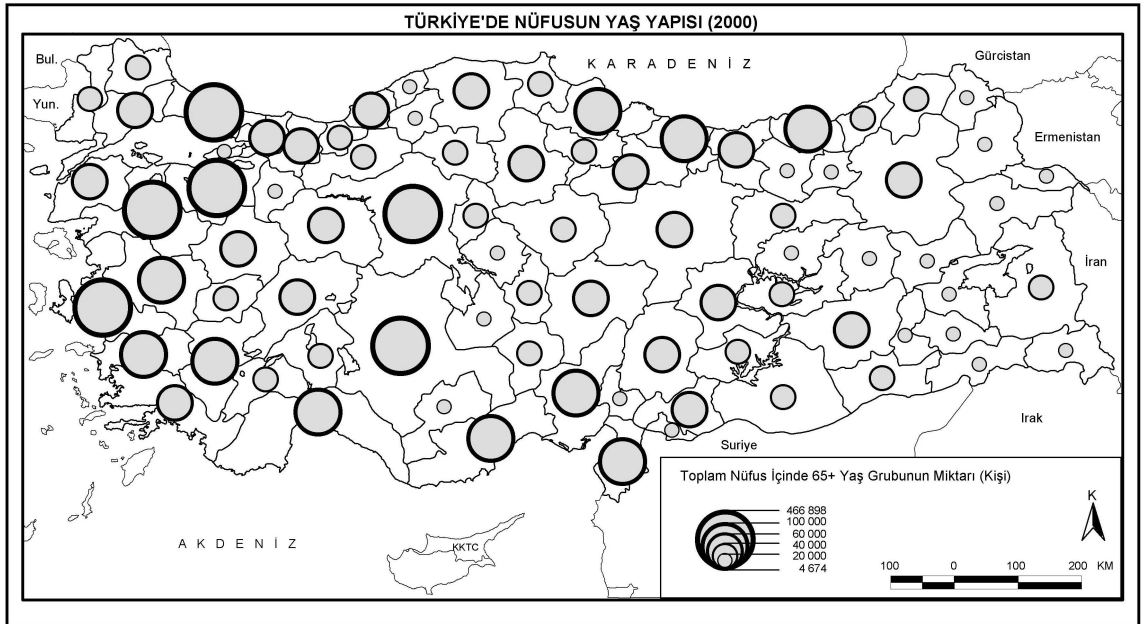 TÜRKİYE'DE NÜFUSUN YAŞ YAPISI (2000)
Bul.
KARADENİZ
Gürcistan
Yun.
Ermenistan
İran
Irak
Suriye
AKDENİZ
KKTC
Toplam Nüfus İçinde 65+ Yaş Grubunun Miktarı (Kişi)
466 898
100 000
60 000
40 000
20 000
4 674
K
100 0 100 200 KM